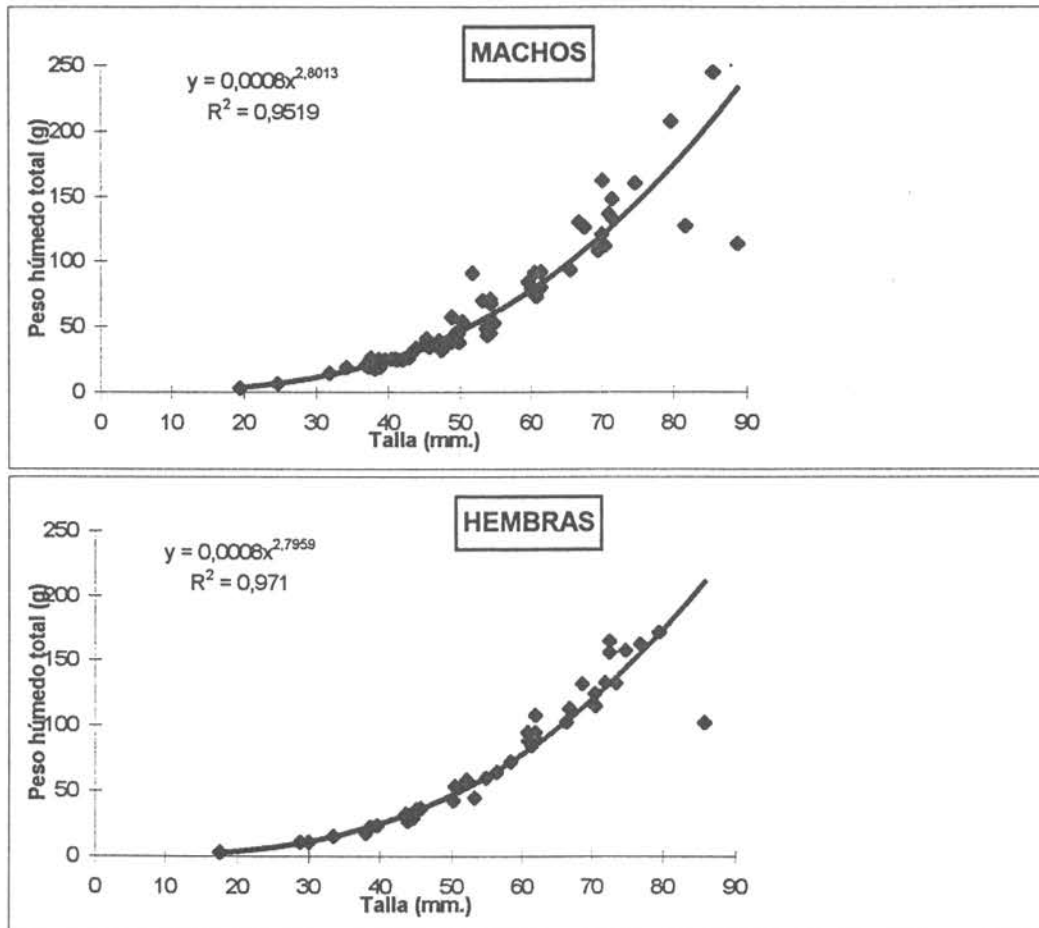 MACHOS
y = 0,0008x^2,8013
R² = 0,9519
Peso húmedo total (g)
250
200
150
100
50
0
0 10 20 30 40 50 60 70 80 90
Talla (mm.)
HEMBRAS
y = 0,0008x^2,7959
R² = 0,971
Peso húmedo total (g)
250
200
150
100
50
0
0 10 20 30 40 50 60 70 80 90
Talla (mm.)